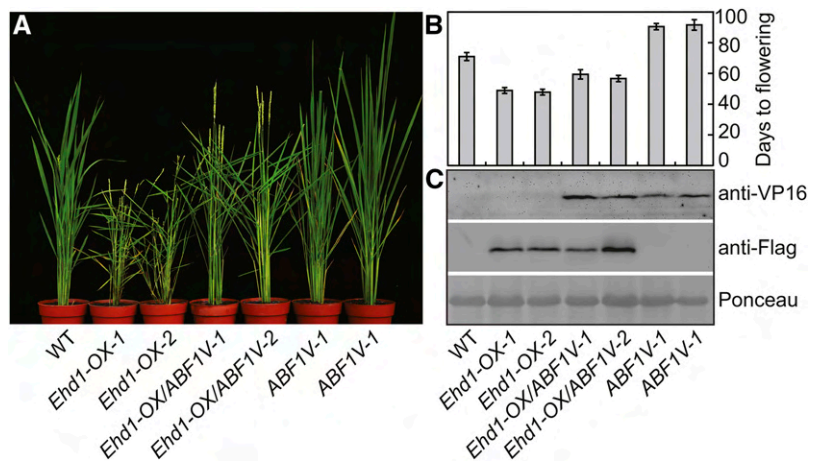 A
WT
Ehd1-OX-1
Ehd1-OX-2
Ehd1-OX/ABF1V-1
Ehd1-OX/ABF1V-2
ABF1V-1
ABF1V-1
B
100
80
60
40
20
0
Days to flowering
C
anti-VP16
anti-Flag
Ponceau
WT
Ehd1-OX-1
Ehd1-OX-2
Ehd1-OX/ABF1V-1
Ehd1-OX/ABF1V-2
ABF1V-1
ABF1V-1